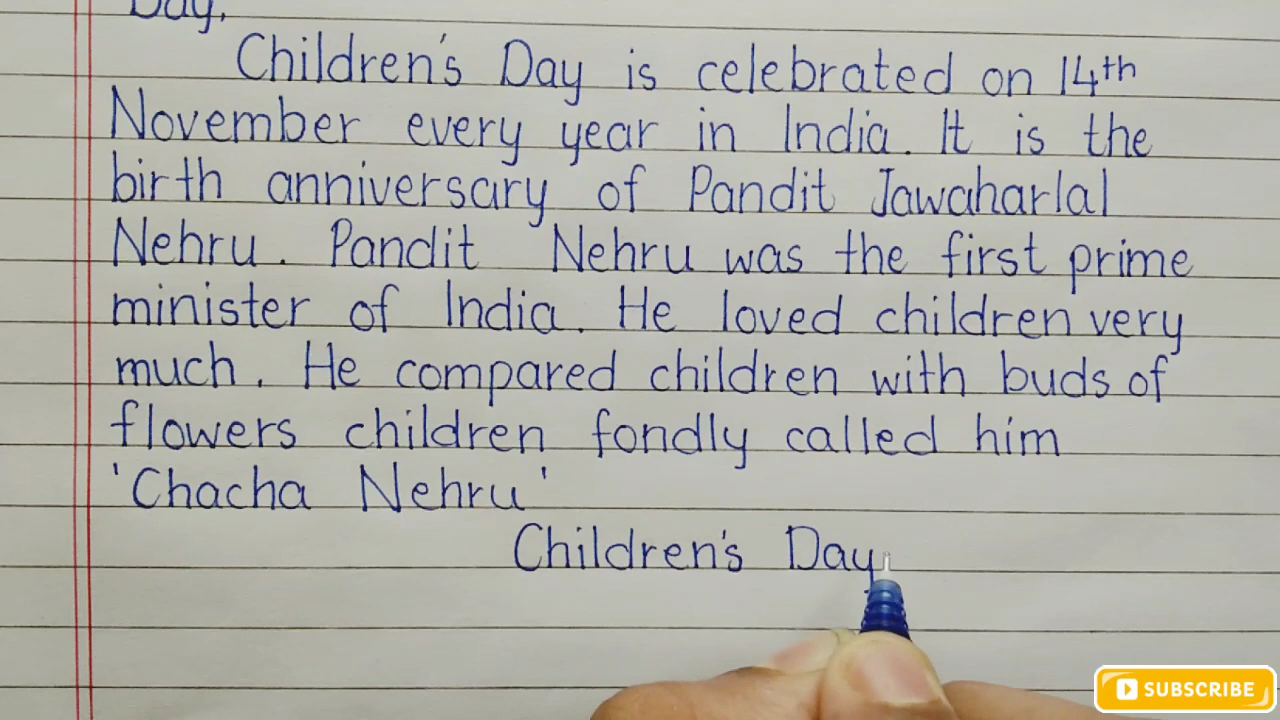 Day.
Children's Day is celebrated on 14th
November every year in India. It is the
birth anniversary of Pandit Jawaharlal
Nehru. Pandit Nehru was the first prime
minister of India. He loved children very
much. He compared children with buds of
flowers children fondly called him
'Chacha Nehru'
Children's Day
SUBSCRIBE